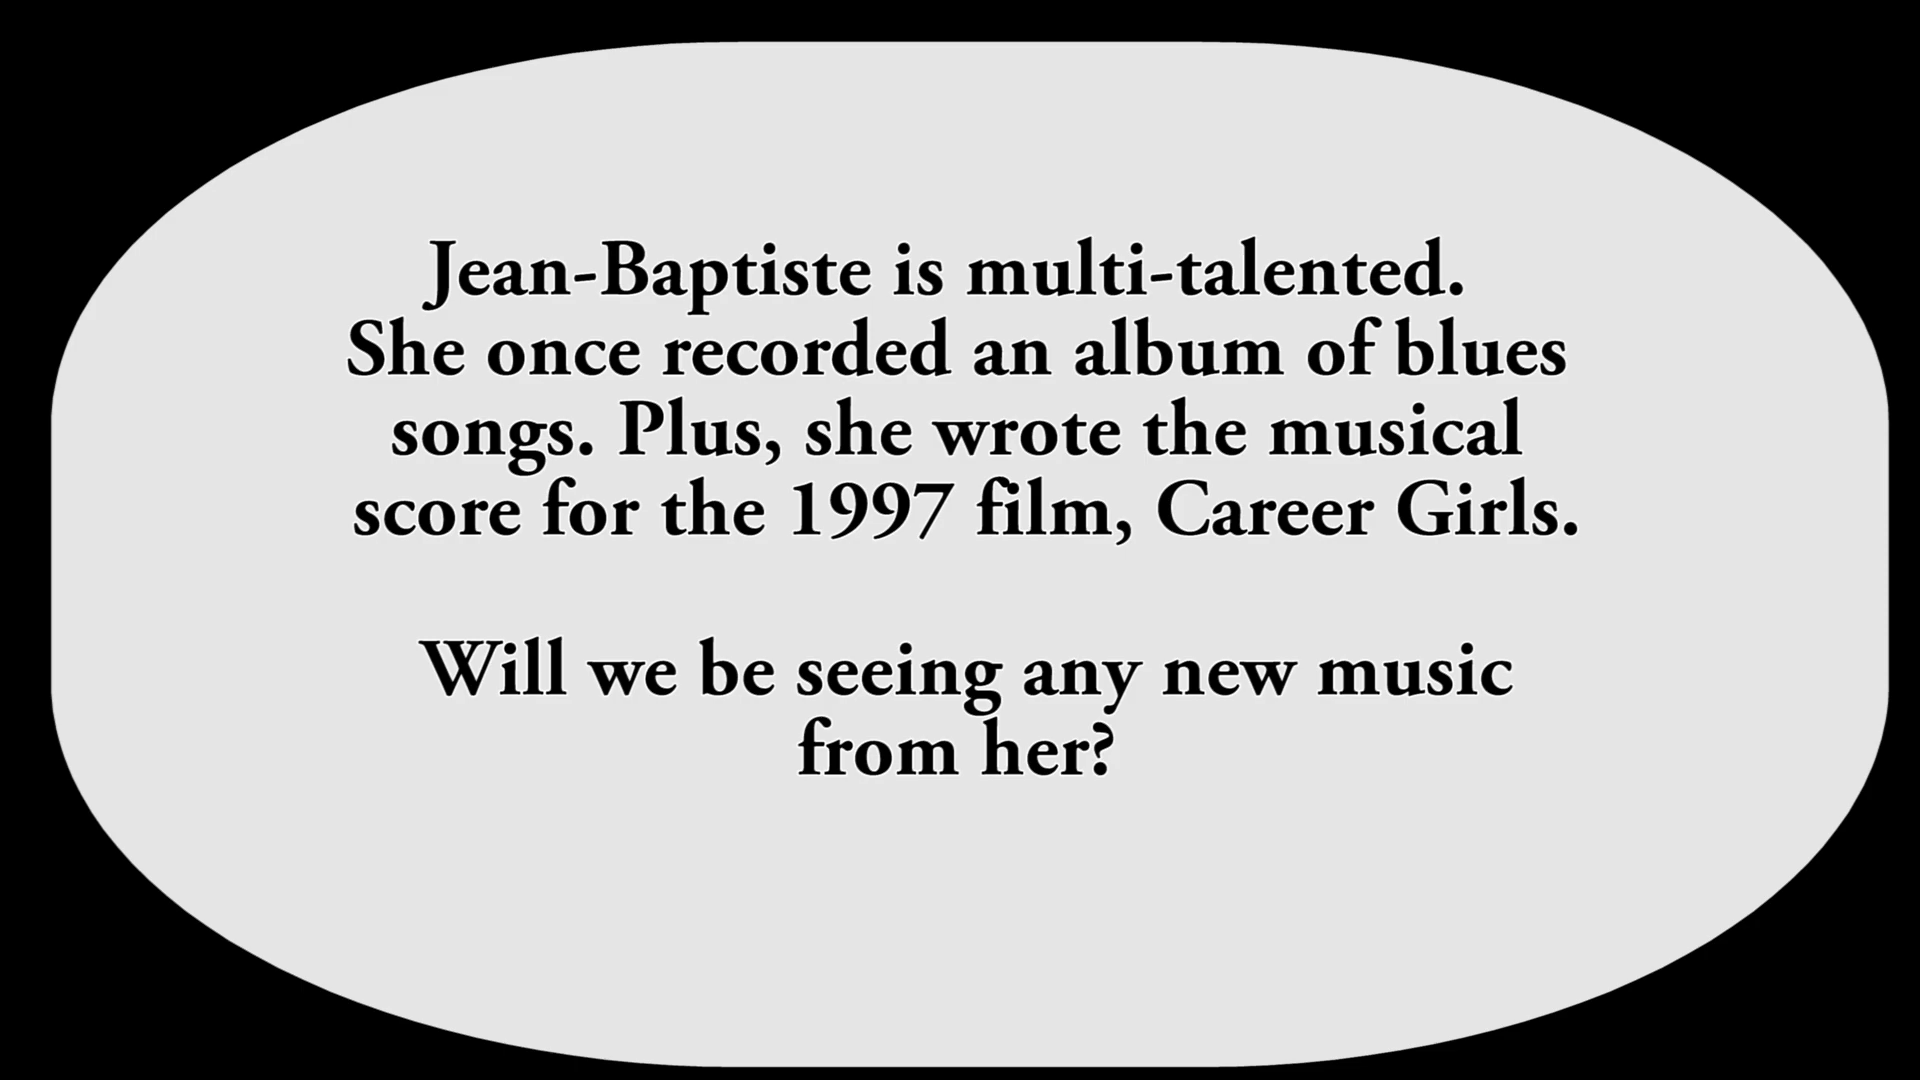 Jean-Baptiste is multi-talented.
She once recorded an album of blues
songs. Plus, she wrote the musical
score for the 1997 film, Career Girls.
Will we be seeing any new music
from her?